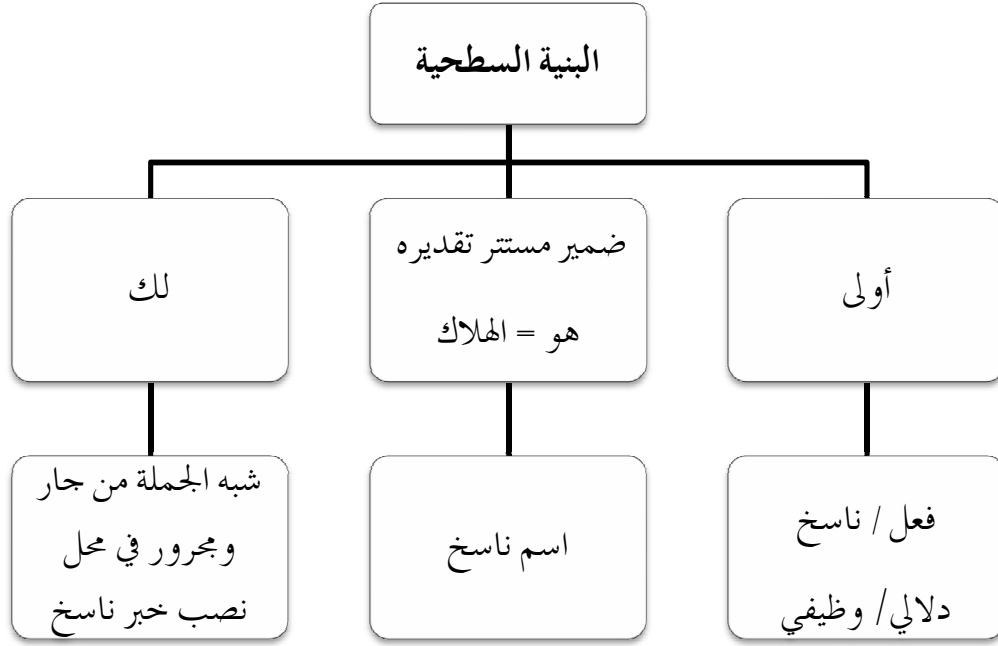 البنية السطحية
أولى
ضمير مستتر تقديره
هو = الهلاك
لك
فعل / ناسخ
دلالي/ وظيفي
اسم ناسخ
شبه الجملة من جار
ومجرور في محل
نصب خبر ناسخ